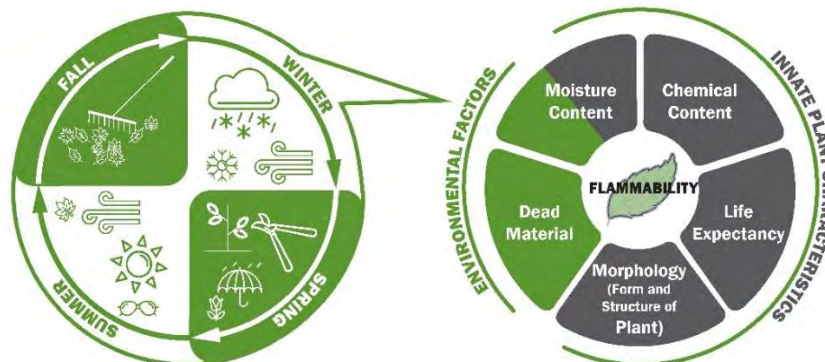 FALL
WINTER
SPRING
SUMMER
ENVIRONMENTAL FACTORS
INNATE PLANT CHARACTERISTICS
Moisture
Content
Chemical
Content
FLAMMABILITY
Dead
Material
Life
Expectancy
Morphology
(Form and
Structure of
Plant)